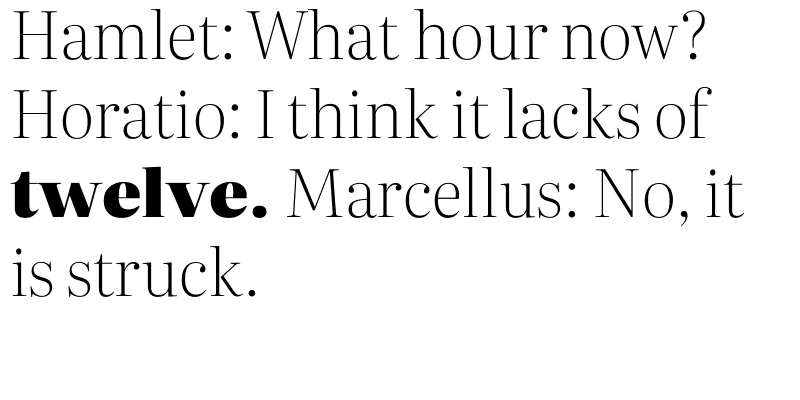 Hamlet: What hour now?
Horatio: I think it lacks of
twelve. Marcellus: No, it
is struck.